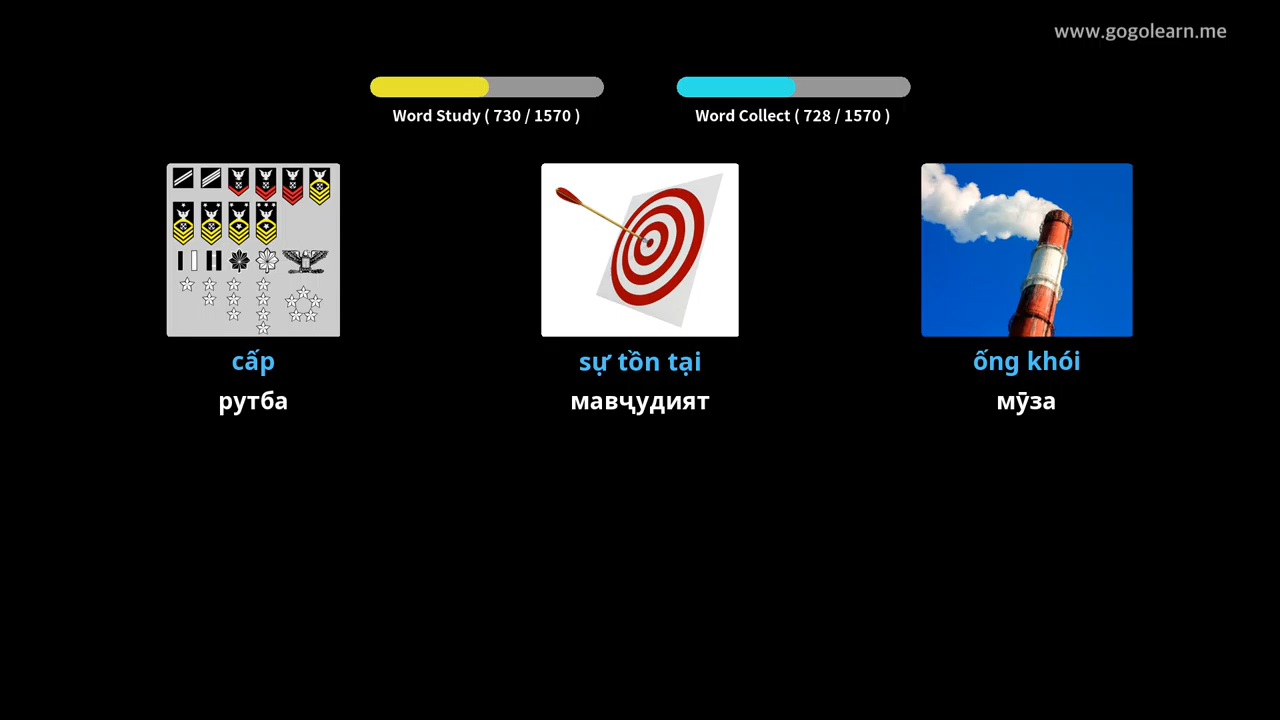 www.gogolearn.me
Word Study ( 730 / 1570 )
Word Collect ( 728 / 1570 )
cấp
рутба
sự tồn tại
мавҷудият
ống khói
мӯза